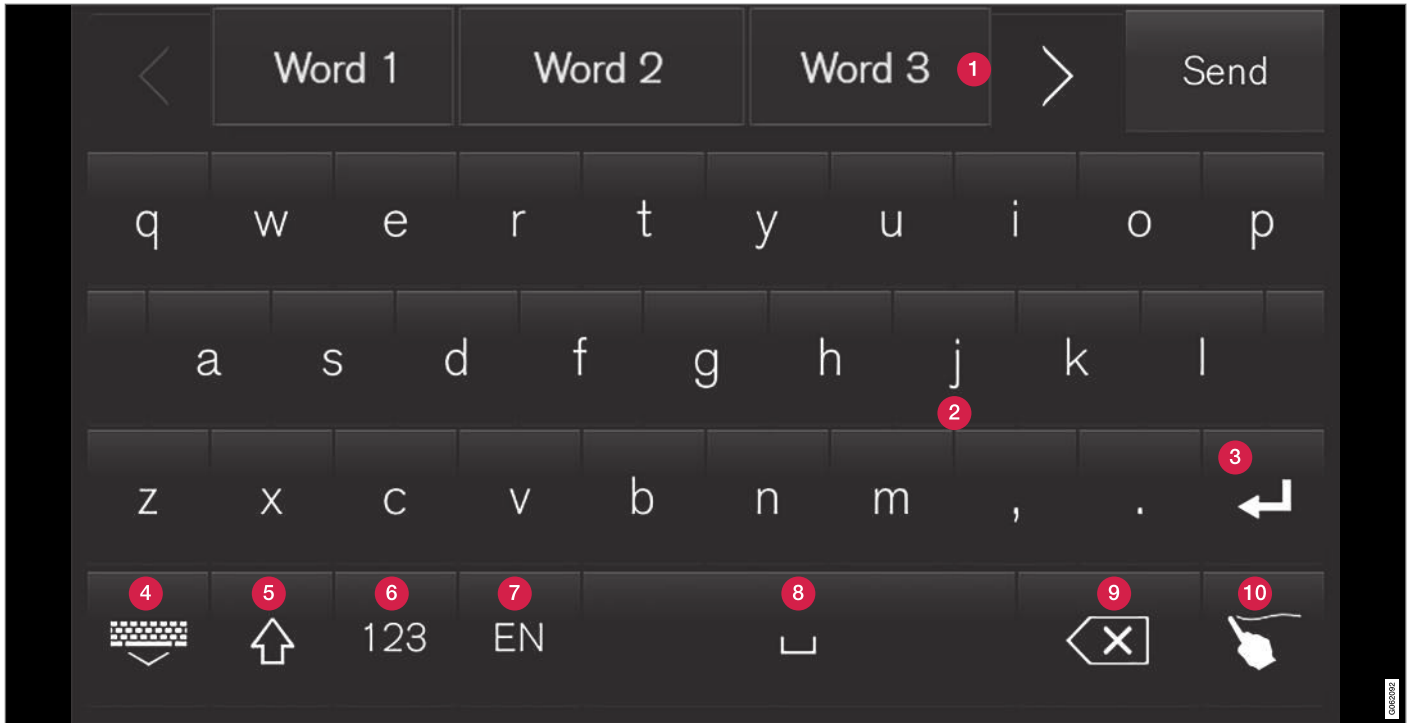 Word 1 Word 2 Word 3 1 Send
q w e r t y u i o p
a s d f g h j k l
2
z x c v b n m , . 3
4 5 6 7 8 9 10
123 EN
G062092